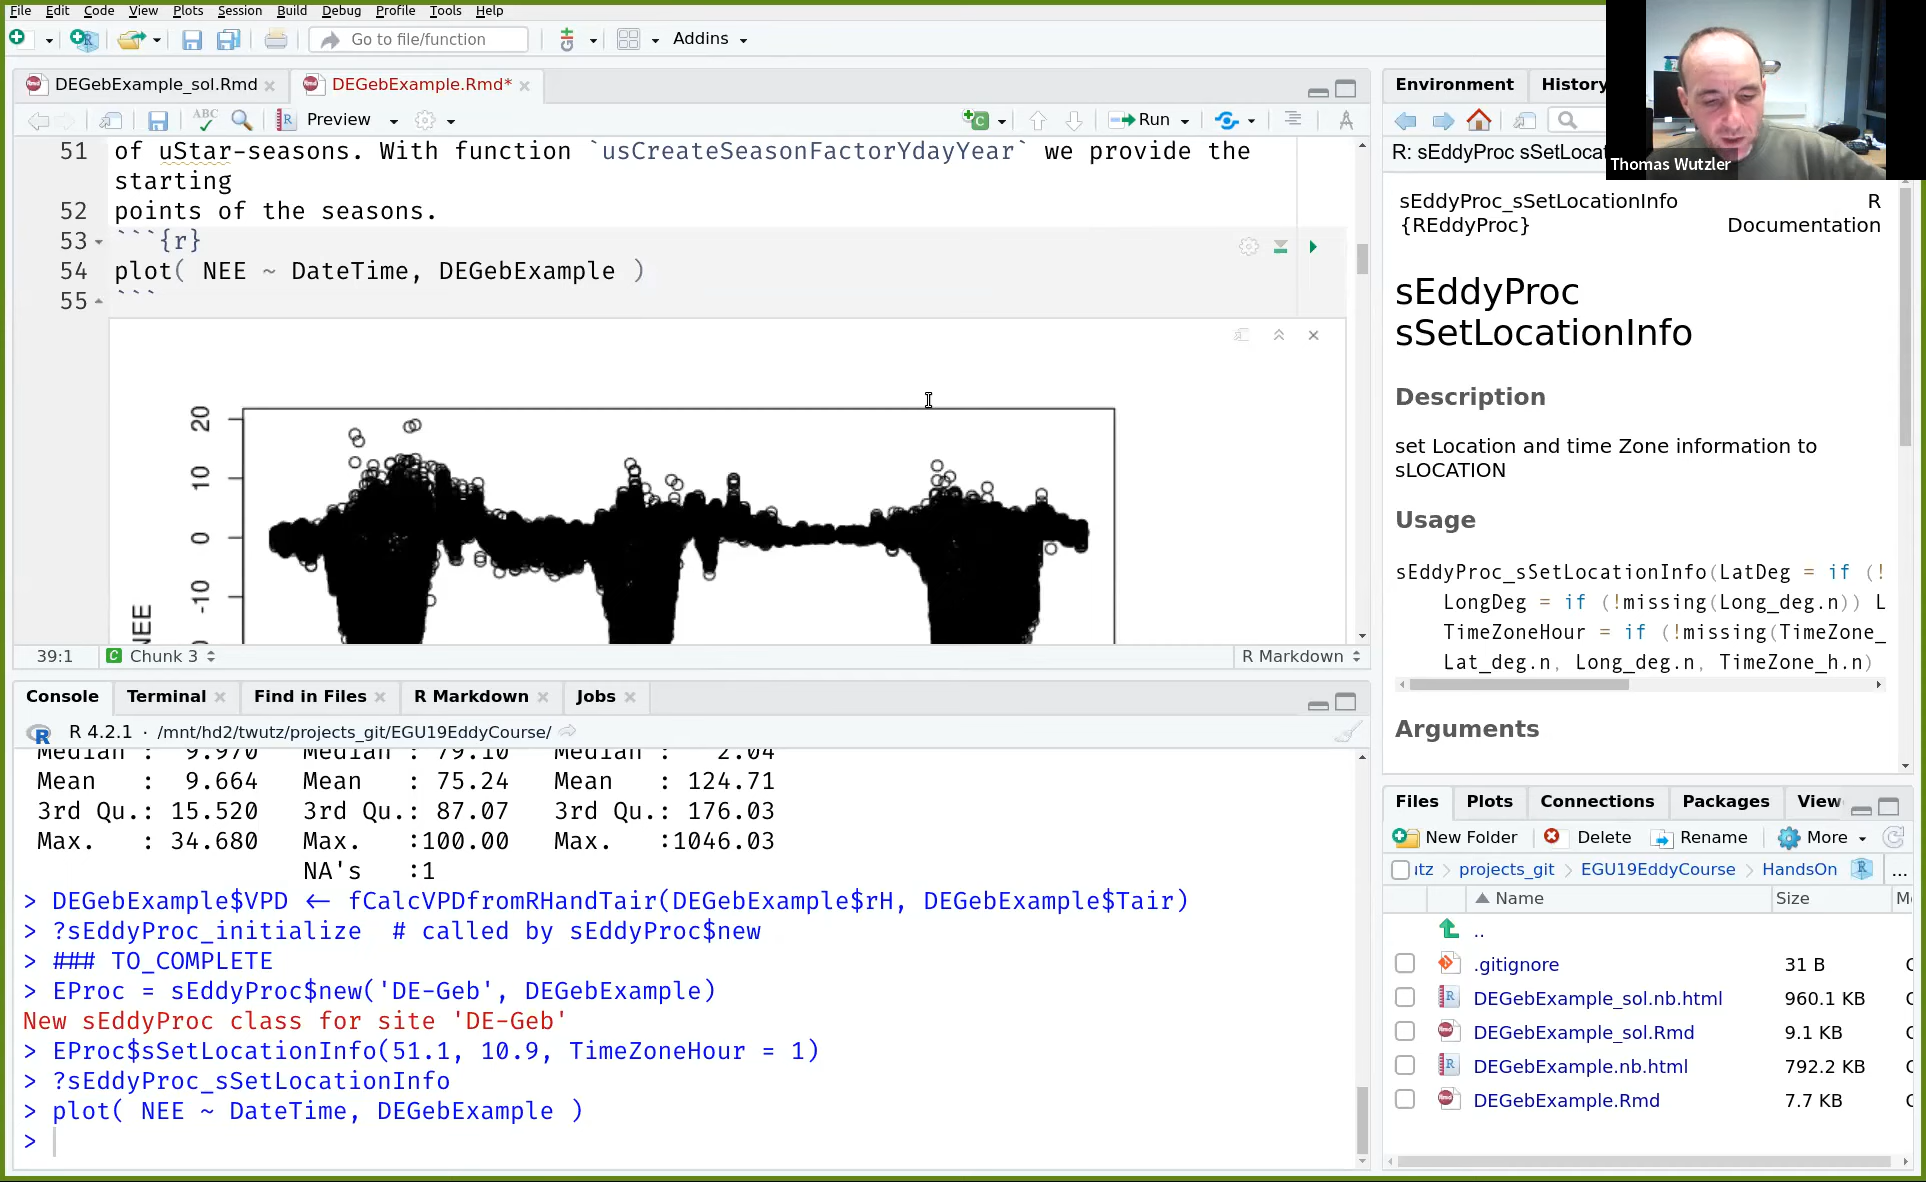 File Edit Code View Plots Session Build Debug Profile Tools Help
Go to file/function
Addins
DEGebExample_sol.Rmd
DEGebExample.Rmd*
ABC
Preview
Run
51 of uStar-seasons. With function `usCreateSeasonFactorYdayYear` we provide the
starting
52 points of the seasons.
53 ```{r}
54 plot( NEE ~ DateTime, DEGebExample )
55 ```
20
10
0
-10
NEE
39:1 Chunk 3 R Markdown
Console Terminal Find in Files R Markdown Jobs
R 4.2.1 · /mnt/hd2/twutz/projects_git/EGU19EddyCourse/
Median : 9.970 Median : 79.10 Median : 2.04
Mean : 9.664 Mean : 75.24 Mean : 124.71
3rd Qu.: 15.520 3rd Qu.: 87.07 3rd Qu.: 176.03
Max. : 34.680 Max. :100.00 Max. :1046.03
NA's :1
> DEGebExample$VPD <- fCalcVPDfromRHandTair(DEGebExample$rH, DEGebExample$Tair)
> ?sEddyProc_initialize # called by sEddyProc$new
> ### TO_COMPLETE
> EProc = sEddyProc$new('DE-Geb', DEGebExample)
New sEddyProc class for site 'DE-Geb'
> EProc$sSetLocationInfo(51.1, 10.9, TimeZoneHour = 1)
> ?sEddyProc_sSetLocationInfo
> plot( NEE ~ DateTime, DEGebExample )
>
Environment History
R: sEddyProc sSetLocat
Thomas Wutzler
sEddyProc_sSetLocationInfo R
{REddyProc} Documentation
sEddyProc
sSetLocationInfo
Description
set Location and time Zone information to
sLOCATION
Usage
sEddyProc_sSetLocationInfo(LatDeg = if (!
LongDeg = if (!missing(Long_deg.n)) L
TimeZoneHour = if (!missing(TimeZone_
Lat_deg.n, Long_deg.n, TimeZone_h.n)
Arguments
Files Plots Connections Packages View
New Folder Delete Rename More
utz projects_git EGU19EddyCourse HandsOn ...
Name Size M
..
.gitignore 31 B
DEGebExample_sol.nb.html 960.1 KB
DEGebExample_sol.Rmd 9.1 KB
DEGebExample.nb.html 792.2 KB
DEGebExample.Rmd 7.7 KB